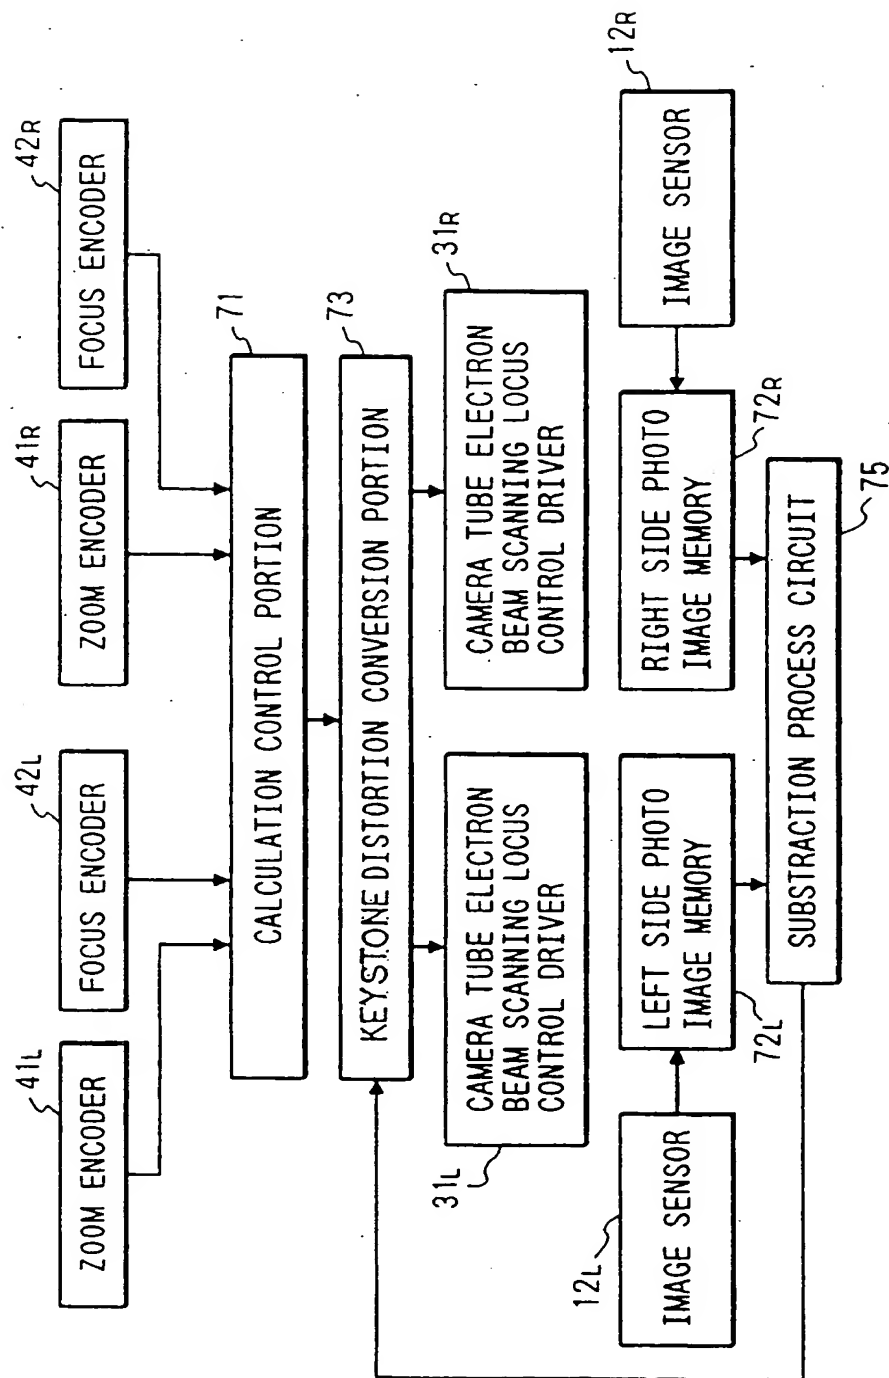 41L
ZOOM ENCODER
42L
FOCUS ENCODER
41R
ZOOM ENCODER
42R
FOCUS ENCODER
71
CALCULATION CONTROL PORTION
73
KEYSTONE DISTORTION CONVERSION PORTION
31L
CAMERA TUBE ELECTRON
BEAM SCANNING LOCUS
CONTROL DRIVER
31R
CAMERA TUBE ELECTRON
BEAM SCANNING LOCUS
CONTROL DRIVER
12L
IMAGE SENSOR
72L
LEFT SIDE PHOTO
IMAGE MEMORY
72R
RIGHT SIDE PHOTO
IMAGE MEMORY
12R
IMAGE SENSOR
75
SUBSTRACTION PROCESS CIRCUIT